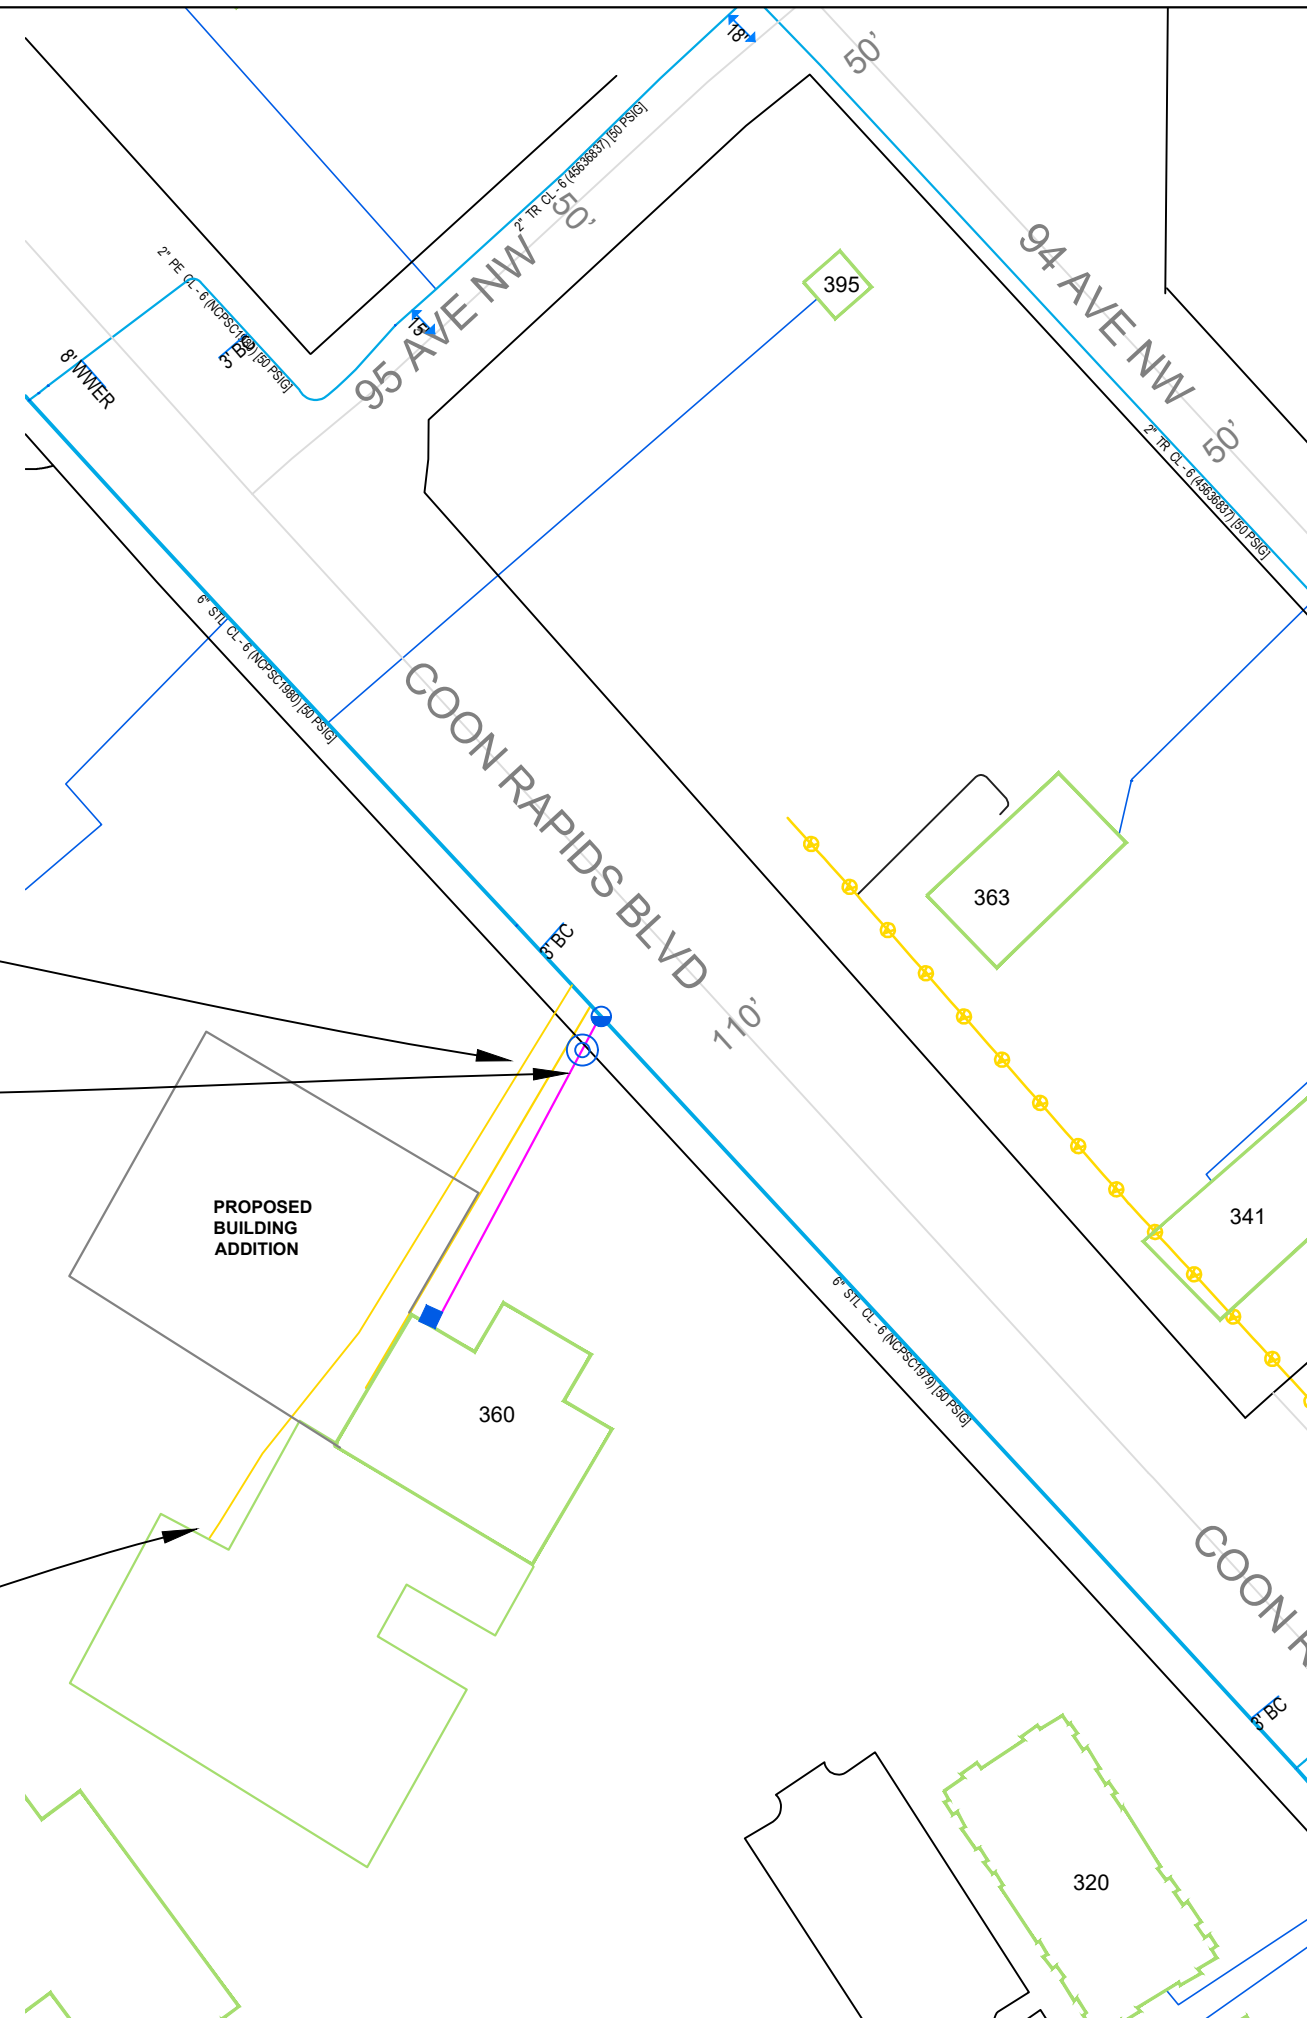 18"
50'
2" TR CL - 6 (45636837) [50 PSIG]
50'
95 AVE NW
15'
2" PE CL - 6 (NCPSC1980) [50 PSIG]
3' BC
8' WWER
395
94 AVE NW
50'
2" TR CL - 6 (45636837) [50 PSIG]
6" STL CL - 6 (NCPSC1980) [50 PSIG]
COON RAPIDS BLVD
110'
363
3' BC
341
PROPOSED
BUILDING
ADDITION
6" STL CL - 6 (NCPSC1979) [50 PSIG]
360
COON R
3' BC
320